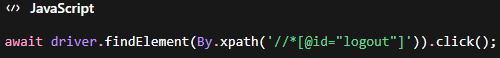 </> JavaScript
await driver.findElement(By.xpath('//*[@id="logout"]')).click();